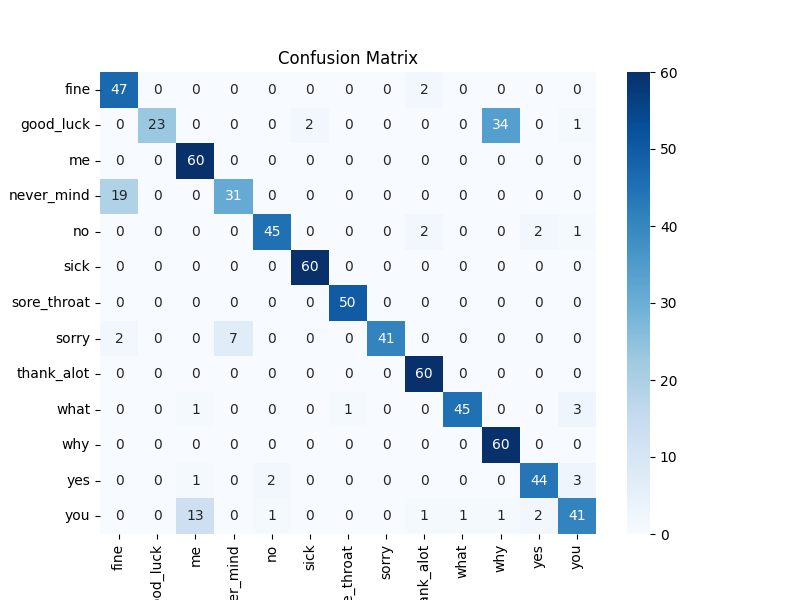 Confusion Matrix
fine 47 0 0 0 0 0 0 0 2 0 0 0 0
good_luck 0 23 0 0 0 2 0 0 0 0 34 0 1
me 0 0 60 0 0 0 0 0 0 0 0 0 0
never_mind 19 0 0 31 0 0 0 0 0 0 0 0 0
no 0 0 0 0 45 0 0 0 2 0 0 2 1
sick 0 0 0 0 0 60 0 0 0 0 0 0 0
sore_throat 0 0 0 0 0 0 50 0 0 0 0 0 0
sorry 2 0 0 7 0 0 0 41 0 0 0 0 0
thank_alot 0 0 0 0 0 0 0 0 60 0 0 0 0
what 0 0 1 0 0 0 1 0 0 45 0 0 3
why 0 0 0 0 0 0 0 0 0 0 60 0 0
yes 0 0 1 0 2 0 0 0 0 0 0 44 3
you 0 0 13 0 1 0 0 0 1 1 1 2 41
fine
od_luck
me
er_mind
no
sick
e_throat
sorry
ank_alot
what
why
yes
you
60
50
40
30
20
10
0